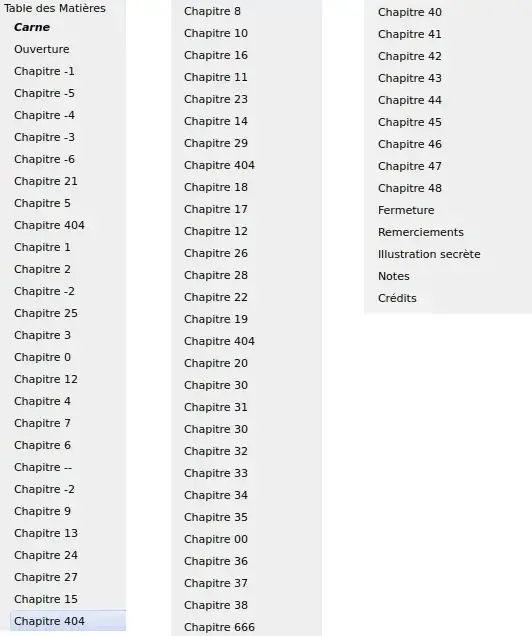 Table des Matières
Carne
Ouverture
Chapitre -1
Chapitre -5
Chapitre -4
Chapitre -3
Chapitre -6
Chapitre 21
Chapitre 5
Chapitre 404
Chapitre 1
Chapitre 2
Chapitre -2
Chapitre 25
Chapitre 3
Chapitre 0
Chapitre 12
Chapitre 4
Chapitre 7
Chapitre 6
Chapitre --
Chapitre -2
Chapitre 9
Chapitre 13
Chapitre 24
Chapitre 27
Chapitre 15
Chapitre 404
Chapitre 8
Chapitre 10
Chapitre 16
Chapitre 11
Chapitre 23
Chapitre 14
Chapitre 29
Chapitre 404
Chapitre 18
Chapitre 17
Chapitre 12
Chapitre 26
Chapitre 28
Chapitre 22
Chapitre 19
Chapitre 404
Chapitre 20
Chapitre 30
Chapitre 31
Chapitre 30
Chapitre 32
Chapitre 33
Chapitre 34
Chapitre 35
Chapitre 00
Chapitre 36
Chapitre 37
Chapitre 38
Chapitre 666
Chapitre 40
Chapitre 41
Chapitre 42
Chapitre 43
Chapitre 44
Chapitre 45
Chapitre 46
Chapitre 47
Chapitre 48
Fermeture
Remerciements
Illustration secrète
Notes
Crédits